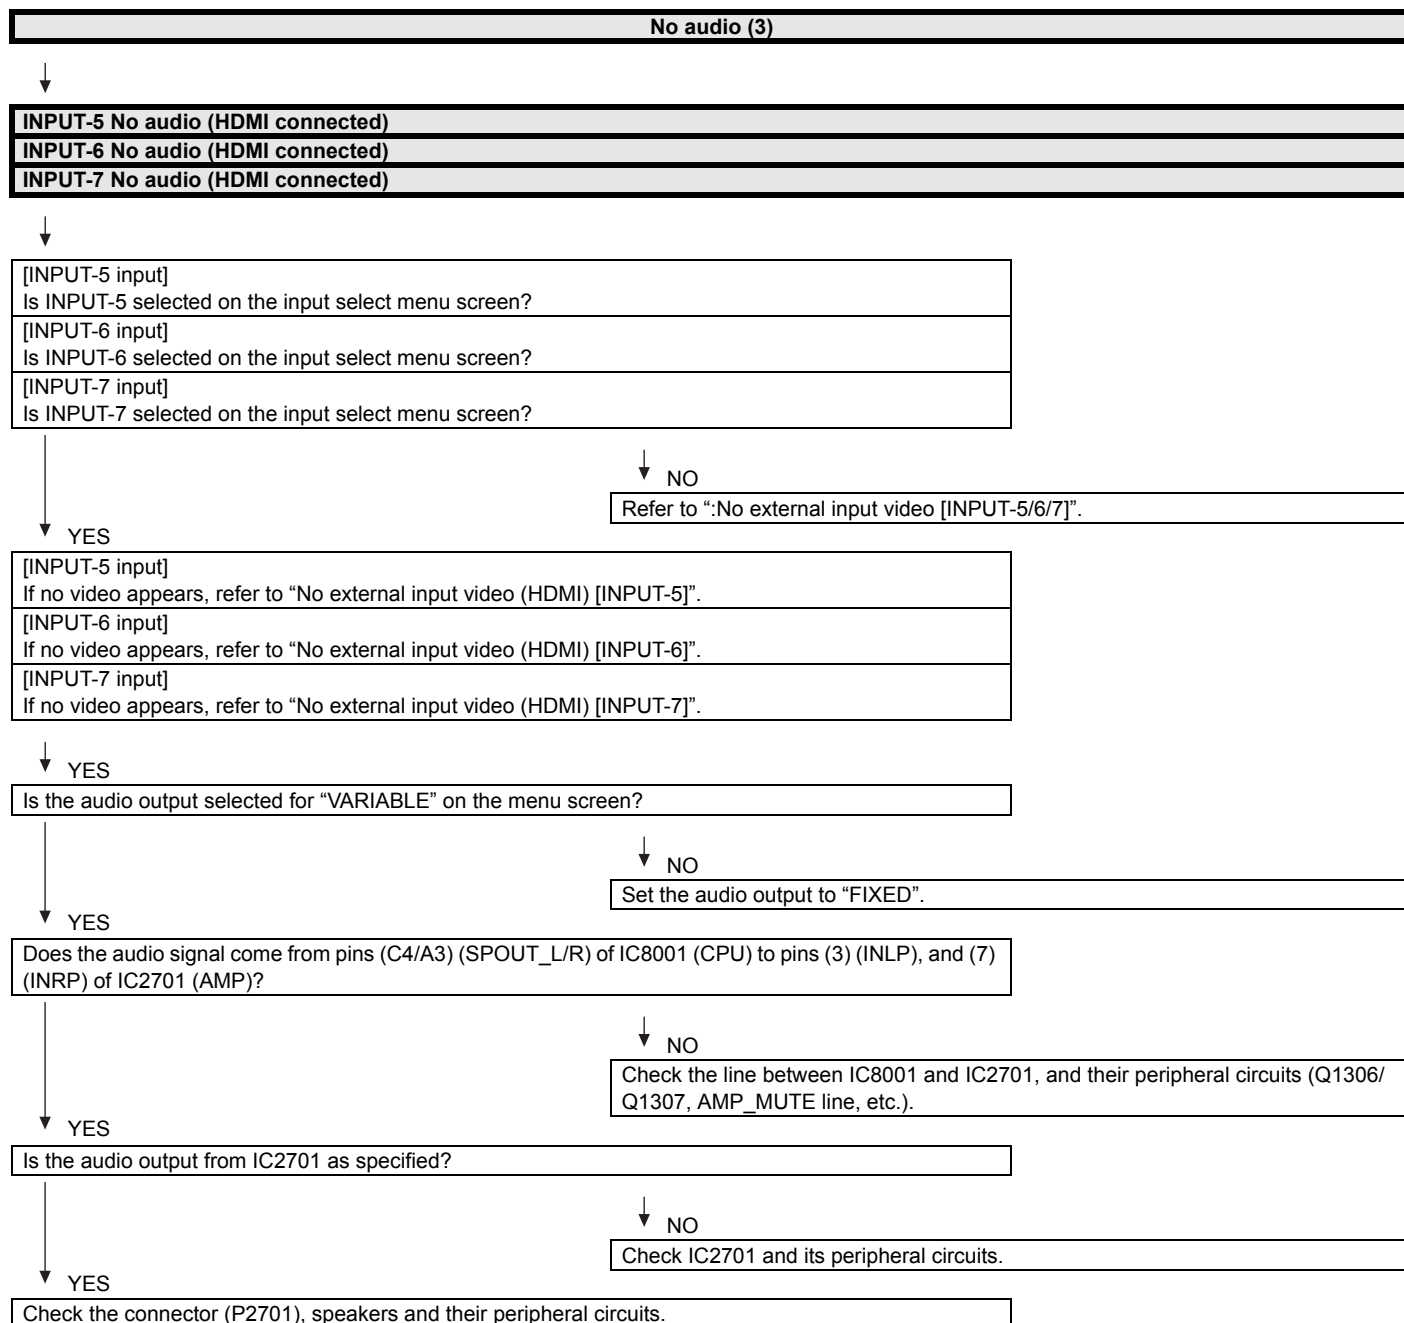 No audio (3)
INPUT-5 No audio (HDMI connected)
INPUT-6 No audio (HDMI connected)
INPUT-7 No audio (HDMI connected)
[INPUT-5 input]
Is INPUT-5 selected on the input select menu screen?
[INPUT-6 input]
Is INPUT-6 selected on the input select menu screen?
[INPUT-7 input]
Is INPUT-7 selected on the input select menu screen?
NO
Refer to “:No external input video [INPUT-5/6/7]”.
YES
[INPUT-5 input]
If no video appears, refer to “No external input video (HDMI) [INPUT-5]”.
[INPUT-6 input]
If no video appears, refer to “No external input video (HDMI) [INPUT-6]”.
[INPUT-7 input]
If no video appears, refer to “No external input video (HDMI) [INPUT-7]”.
YES
Is the audio output selected for “VARIABLE” on the menu screen?
NO
Set the audio output to “FIXED”.
YES
Does the audio signal come from pins (C4/A3) (SPOUT_L/R) of IC8001 (CPU) to pins (3) (INLP), and (7)
(INRP) of IC2701 (AMP)?
NO
Check the line between IC8001 and IC2701, and their peripheral circuits (Q1306/
Q1307, AMP_MUTE line, etc.).
YES
Is the audio output from IC2701 as specified?
NO
Check IC2701 and its peripheral circuits.
YES
Check the connector (P2701), speakers and their peripheral circuits.